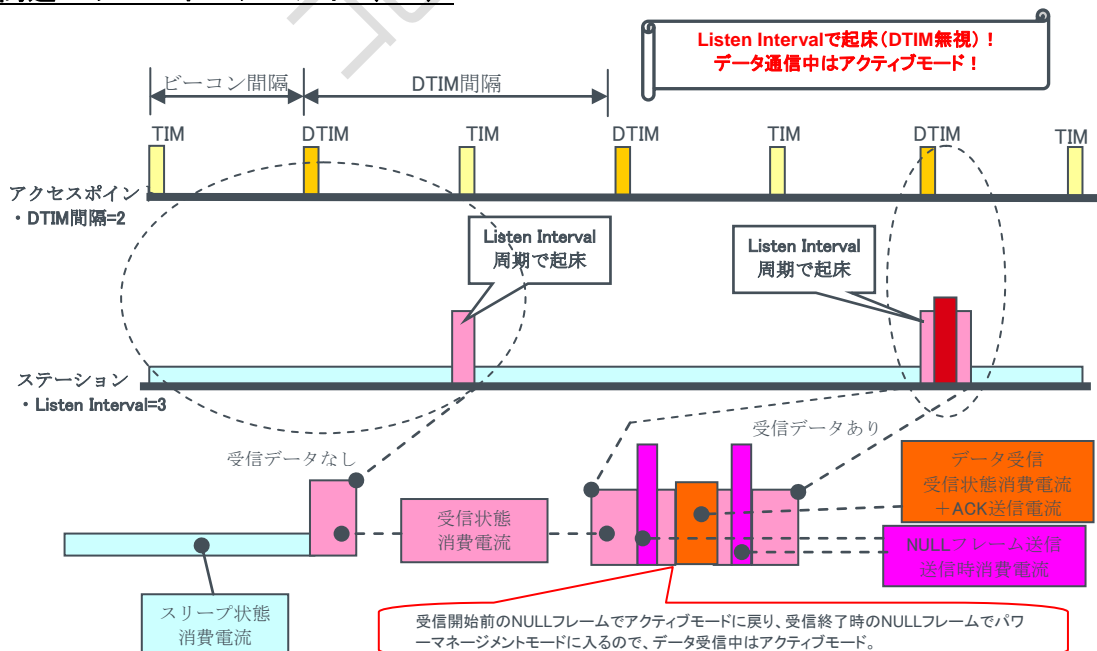 Listen Intervalで起床(DTIM無視)!
データ通信中はアクティブモード!
ビーコン間隔
DTIM間隔
TIM
DTIM
TIM
DTIM
TIM
DTIM
TIM
アクセスポイン
・DTIM間隔=2
Listen Interval
周期で起床
Listen Interval
周期で起床
ステーション
・Listen Interval=3
受信データなし
受信データあり
データ受信
受信状態消費電流
+ACK送信電流
受信状態
消費電流
NULLフレーム送信
送信時消費電流
スリープ状態
消費電流
受信開始前のNULLフレームでアクティブモードに戻り、受信終了時のNULLフレームでパワ
ーマネージメントモードに入るので、データ受信中はアクティブモード。